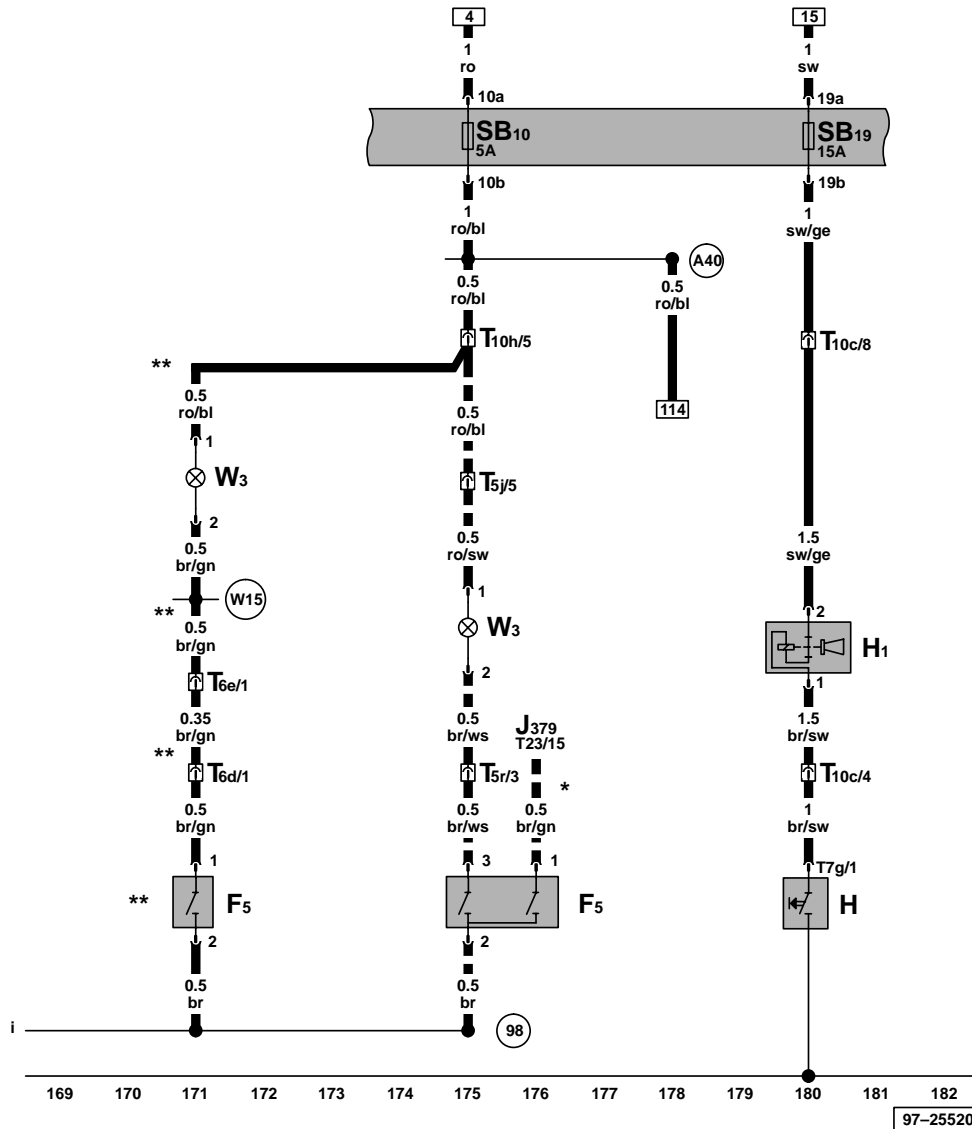 4 15
1 1
ro sw
10a 19a
SB10 SB19
5A 15A
10b 19b
1 1
ro/bl sw/ge
A40
0.5 0.5
ro/bl ro/bl
T10h/5 T10c/8
**
0.5 0.5 114
ro/bl ro/bl
1
W3 T5j/5
2
0.5 0.5 1.5
br/gn ro/sw sw/ge
W15 1 2
**
0.5 W3 H1
br/gn
T6e/1 2 1
0.35 0.5 J379 1.5
br/gn br/ws T23/15 br/sw
** T6d/1 T5r/3 * T10c/4
0.5 0.5 0.5 1
br/gn br/ws br/gn br/sw
1 3 1 T7g/1
** F5 F5 H
2 2
0.5 0.5
br br
i 98
169 170 171 172 173 174 175 176 177 178 179 180 181 182
97–25520